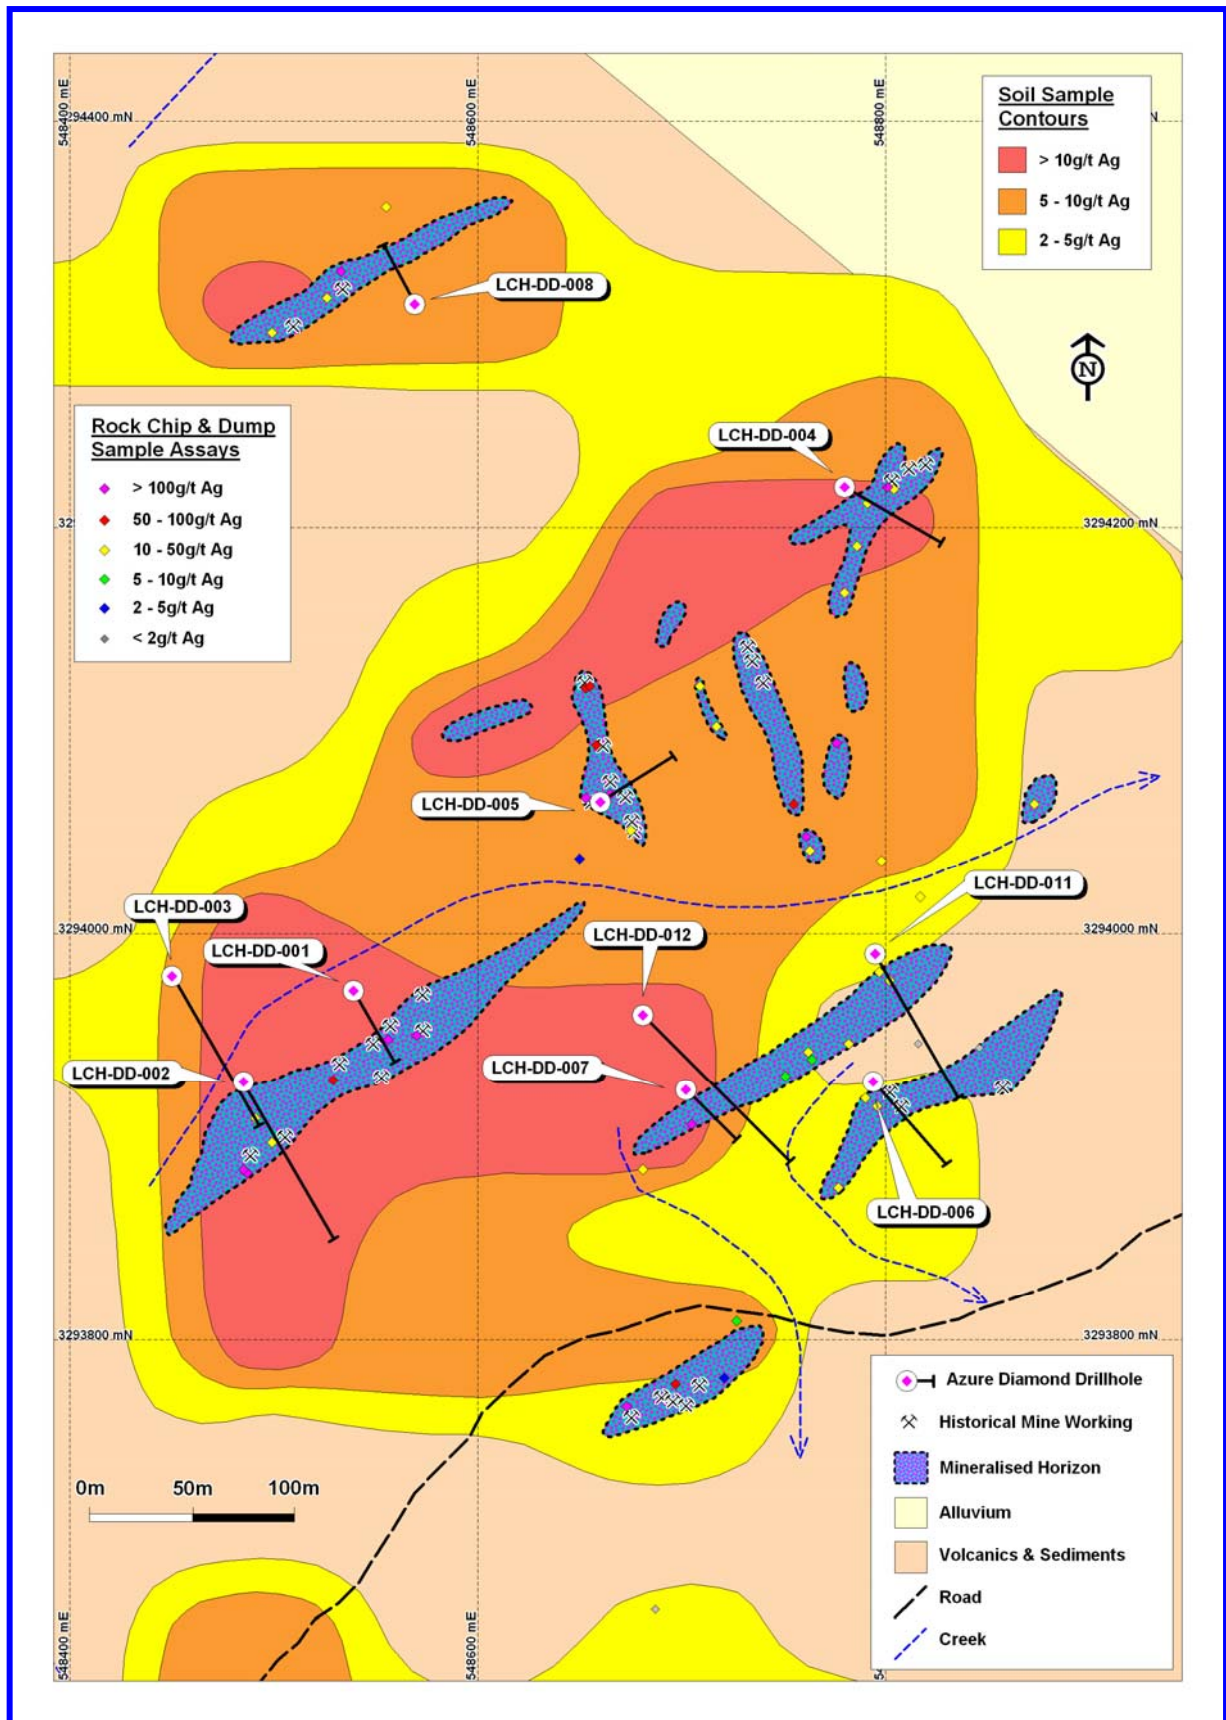 548400 mE
548600 mE
548800 mE
3294400 mN
N
Soil Sample
Contours
> 10g/t Ag
5 - 10g/t Ag
2 - 5g/t Ag
LCH-DD-008
N
Rock Chip & Dump
Sample Assays
> 100g/t Ag
50 - 100g/t Ag
10 - 50g/t Ag
5 - 10g/t Ag
2 - 5g/t Ag
< 2g/t Ag
LCH-DD-004
32
3294200 mN
LCH-DD-005
LCH-DD-011
LCH-DD-003
LCH-DD-012
3294000 mN
3294000 mN
LCH-DD-001
LCH-DD-002
LCH-DD-007
LCH-DD-006
3293800 mN
3293800 mN
Azure Diamond Drillhole
Historical Mine Working
Mineralised Horizon
0m 50m 100m
Alluvium
Volcanics & Sediments
Road
Creek
548400 mE
548600 mE